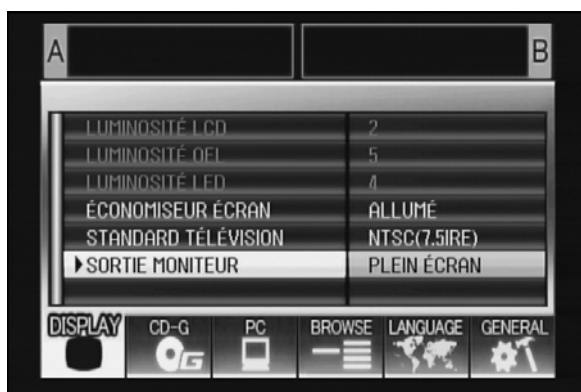 A
B
LUMINOSITÉ LCD 2
LUMINOSITÉ OEL 5
LUMINOSITÉ LED 4
ÉCONOMISEUR ÉCRAN ALLUMÉ
STANDARD TÉLÉVISION NTSC(7.5IRE)
SORTIE MONITEUR PLEIN ÉCRAN
DISPLAY CD-G PC BROWSE LANGUAGE GENERAL
G